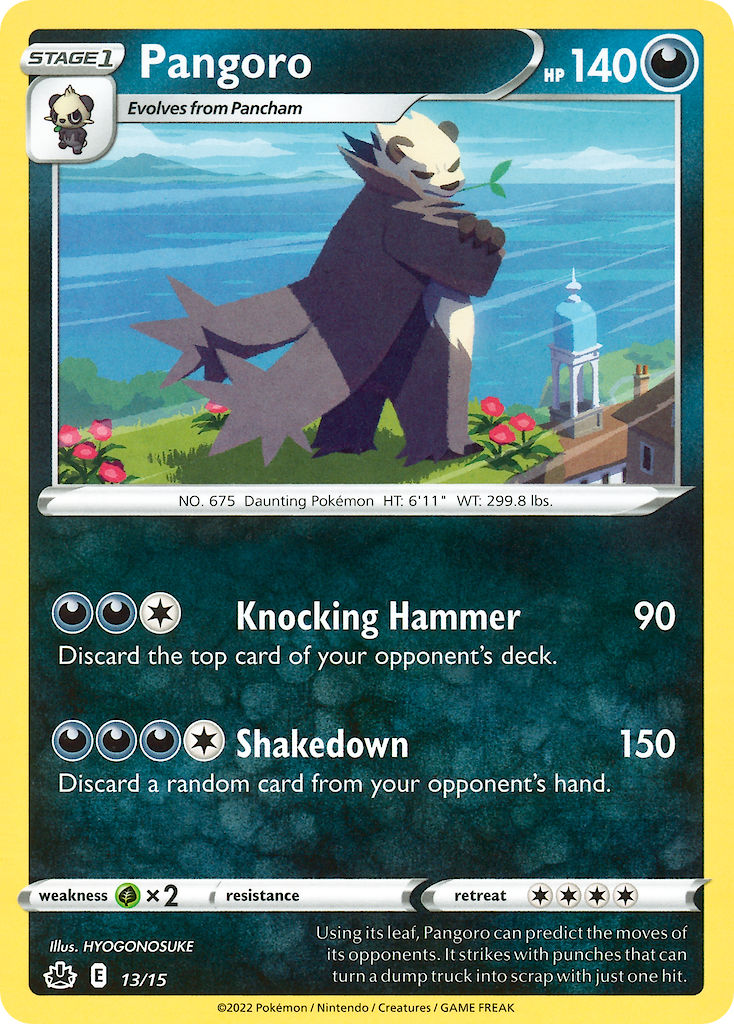 STAGE 1
Pangoro
HP 140
Evolves from Pancham
NO. 675 Daunting Pokémon HT: 6'11" WT: 299.8 lbs.
Knocking Hammer 90
Discard the top card of your opponent's deck.
Shakedown 150
Discard a random card from your opponent's hand.
weakness ×2 resistance retreat
Illus. HYOGONOSUKE
Using its leaf, Pangoro can predict the moves of
its opponents. It strikes with punches that can
turn a dump truck into scrap with just one hit.
E 13/15
©2022 Pokémon / Nintendo / Creatures / GAME FREAK